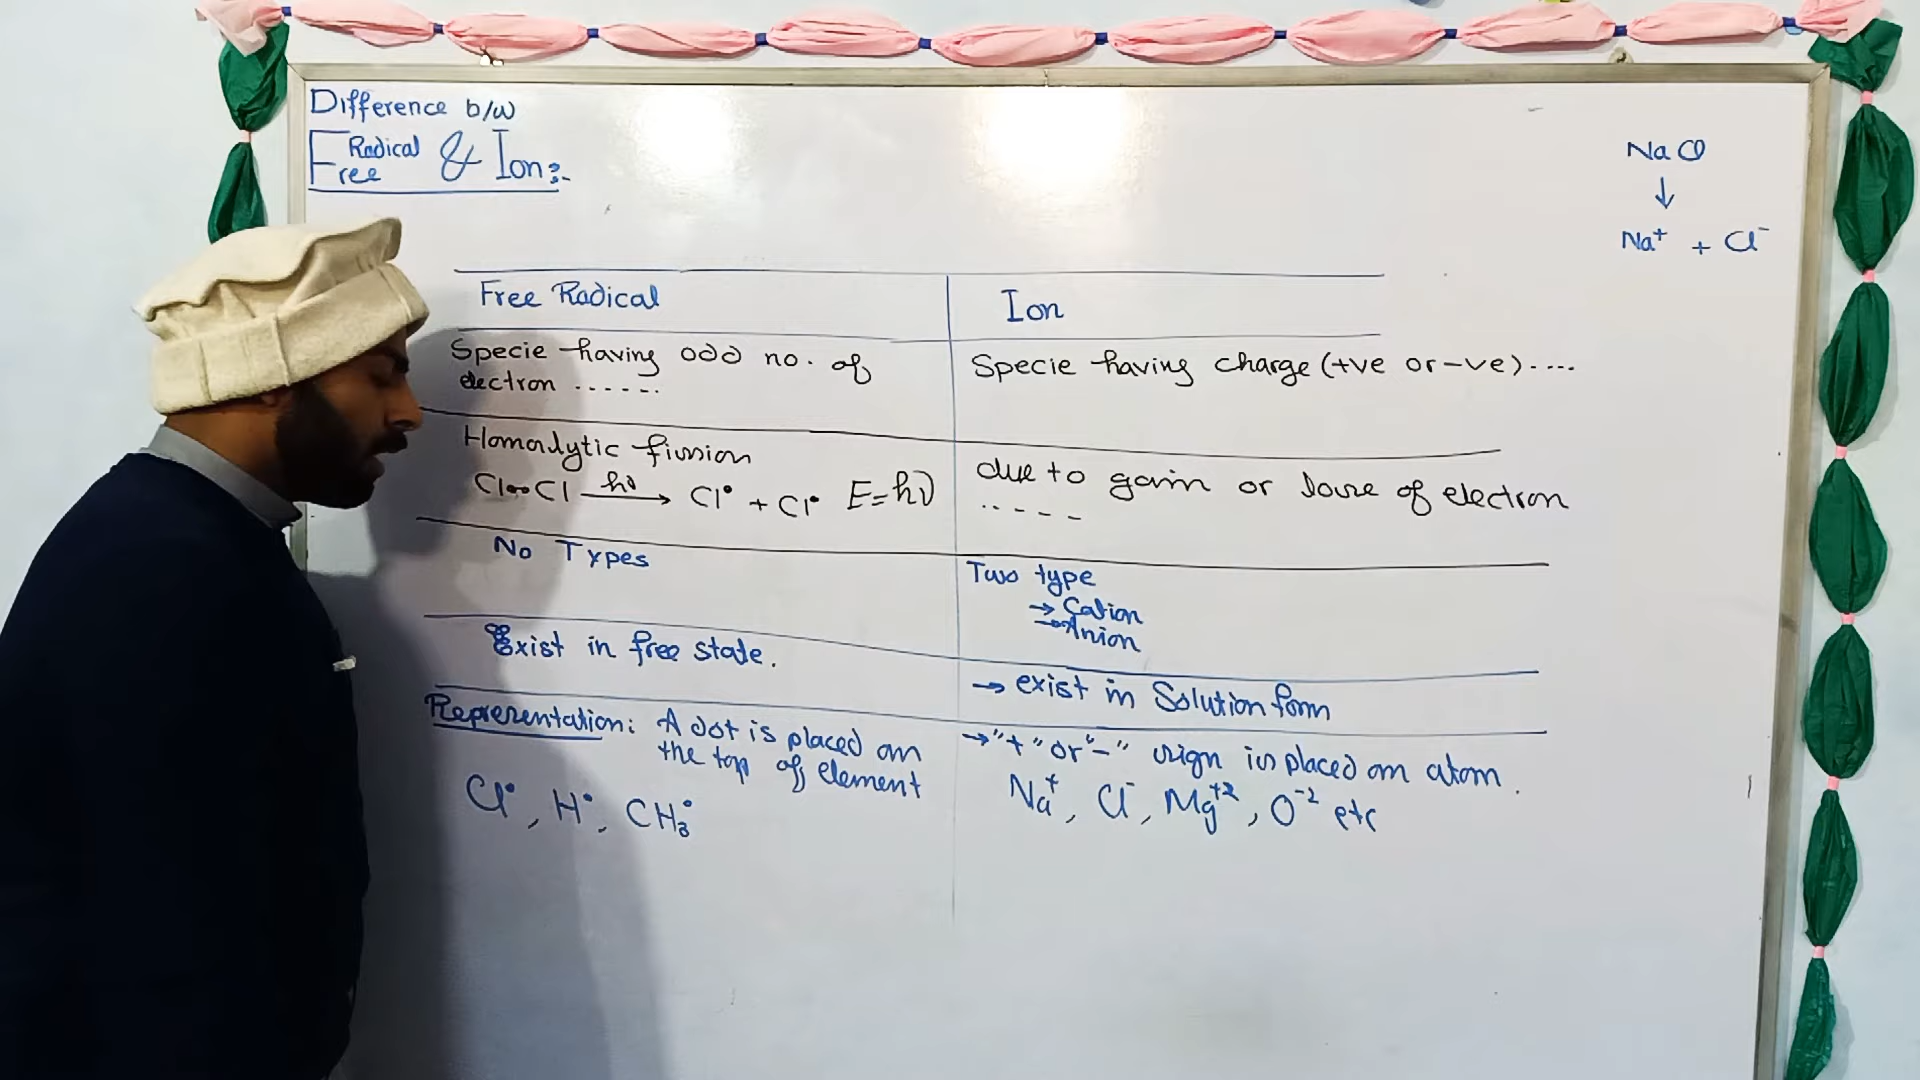 Difference b/w
Free Radical & Ion:-
NaCl
↓
Na⁺ + Cl⁻
Free Radical
Ion
Specie having odd no. of
electron ......
Specie having charge (+ve or -ve)....
Homolytic fission
Cl••Cl —hν→ Cl• + Cl• E=hν
due to gain or louse of electron
.....
No Types
Two type
→ Cation
→ Anion
Exist in free state.
→ exist in Solution form
Representation: A dot is placed on
the top of element
→ "+" or "-" sign is placed on atom.
Cl•, H•, CH₃•
Na⁺, Cl⁻, Mg⁺², O⁻² etc